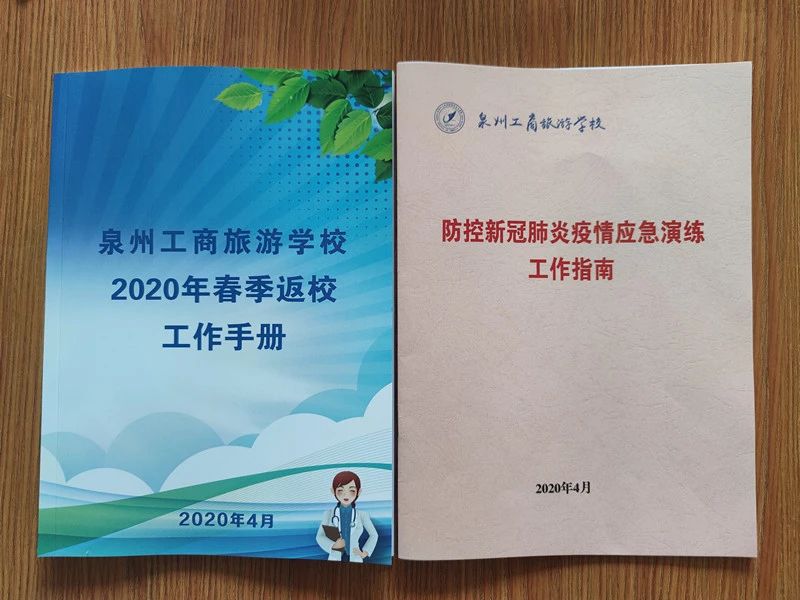 泉州工商旅游学校
2020年春季返校
工作手册
2020年4月
泉州工商旅游学校
防控新冠肺炎疫情应急演练
工作指南
2020年4月